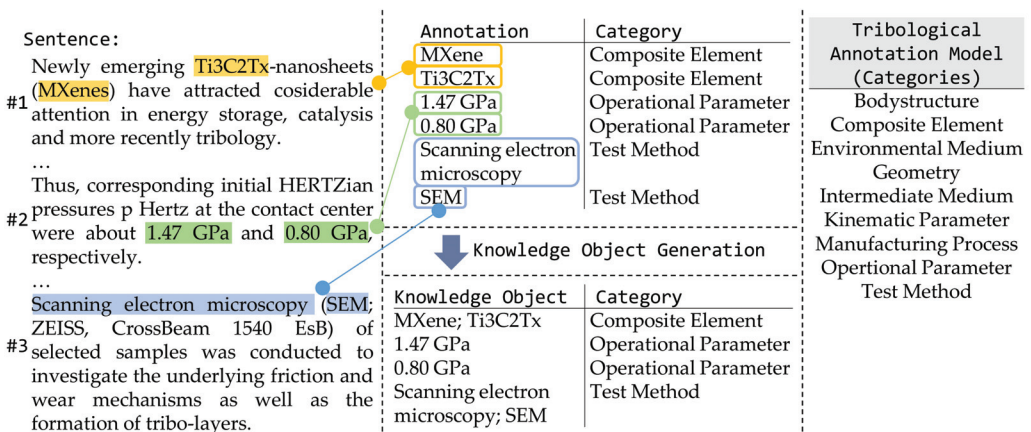 Sentence:
#1
Newly emerging Ti3C2Tx-nanosheets
(MXenes) have attracted cosiderable
attention in energy storage, catalysis
and more recently tribology.
…
#2
Thus, corresponding initial HERTZian
pressures p Hertz at the contact center
were about 1.47 GPa and 0.80 GPa,
respectively.
…
#3
Scanning electron microscopy (SEM;
ZEISS, CrossBeam 1540 EsB) of
selected samples was conducted to
investigate the underlying friction and
wear mechanisms as well as the
formation of tribo-layers.
Annotation Category
MXene Composite Element
Ti3C2Tx Composite Element
1.47 GPa Operational Parameter
0.80 GPa Operational Parameter
Scanning electron Test Method
microscopy
SEM Test Method
Knowledge Object Generation
Knowledge Object Category
MXene; Ti3C2Tx Composite Element
1.47 GPa Operational Parameter
0.80 GPa Operational Parameter
Scanning electron Test Method
microscopy; SEM
Tribological
Annotation Model
(Categories)
Bodystructure
Composite Element
Environmental Medium
Geometry
Intermediate Medium
Kinematic Parameter
Manufacturing Process
Opertional Parameter
Test Method